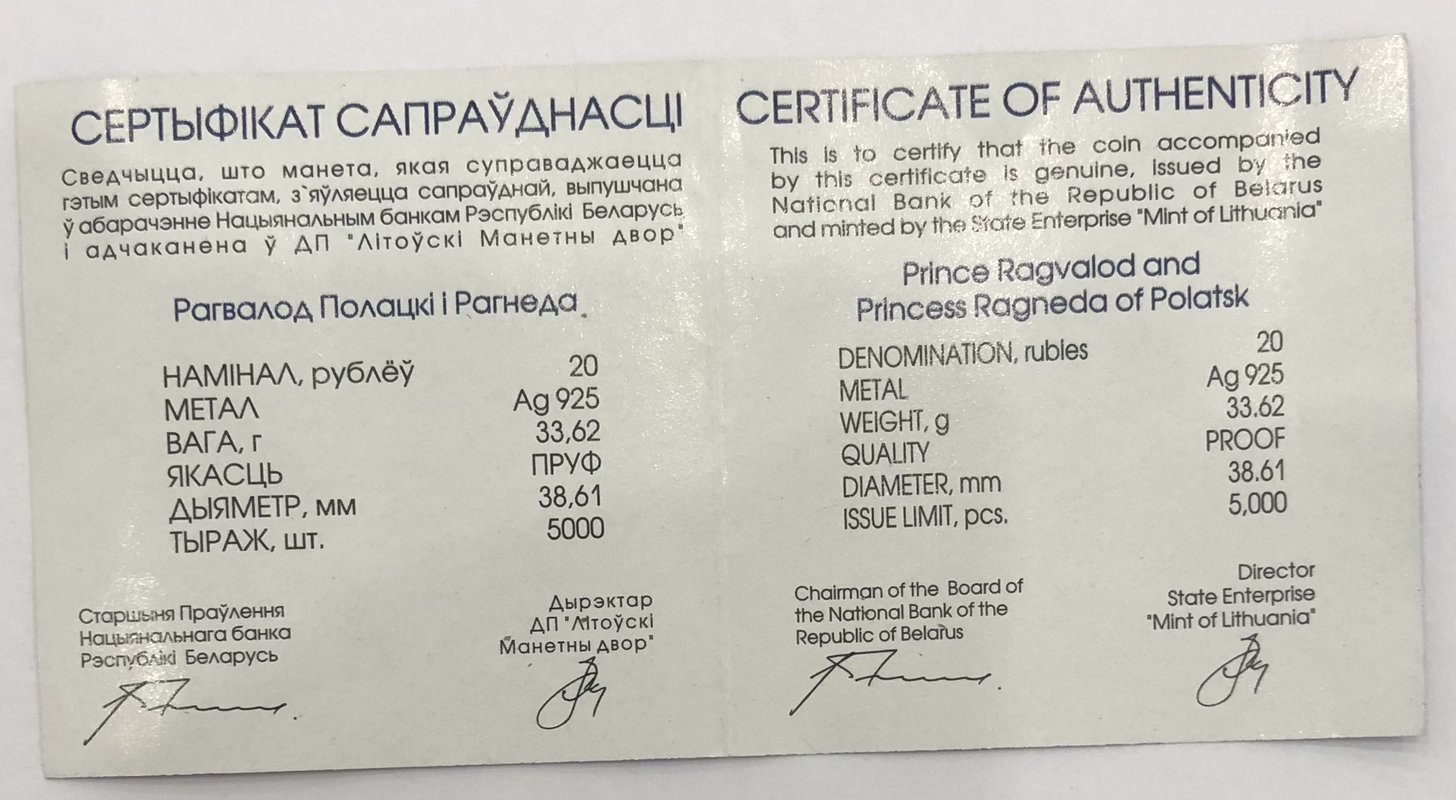 СЕРТЫФІКАТ САПРАЎДНАСЦІ
Сведчыцца, што манета, якая суправаджаецца
гэтым сертыфікатам, з`яўляецца сапраўднай, выпушчана
ў абарачэнне Нацыянальным банкам Рэспублікі Беларусь
і адчаканена ў ДП "Літоўскі Манетны двор"
Рагвалод Полацкі і Рагнеда
НАМІНАЛ, рублёў 20
МЕТАЛ Ag 925
ВАГА, г 33,62
ЯКАСЦЬ ПРУФ
ДЫЯМЕТР, мм 38,61
ТЫРАЖ, шт. 5000
Старшыня Праўлення
Нацыянальнага банка
Рэспублікі Беларусь
Дырэктар
ДП "Літоўскі
Манетны двор"
CERTIFICATE OF AUTHENTICITY
This is to certify that the coin accompanied
by this certificate is genuine, issued by the
National Bank of the Republic of Belarus
and minted by the State Enterprise "Mint of Lithuania"
Prince Ragvalod and
Princess Ragneda of Polatsk
DENOMINATION, rubles 20
METAL Ag 925
WEIGHT, g 33.62
QUALITY PROOF
DIAMETER, mm 38.61
ISSUE LIMIT, pcs. 5,000
Chairman of the Board of
the National Bank of the
Republic of Belarus
Director
State Enterprise
"Mint of Lithuania"